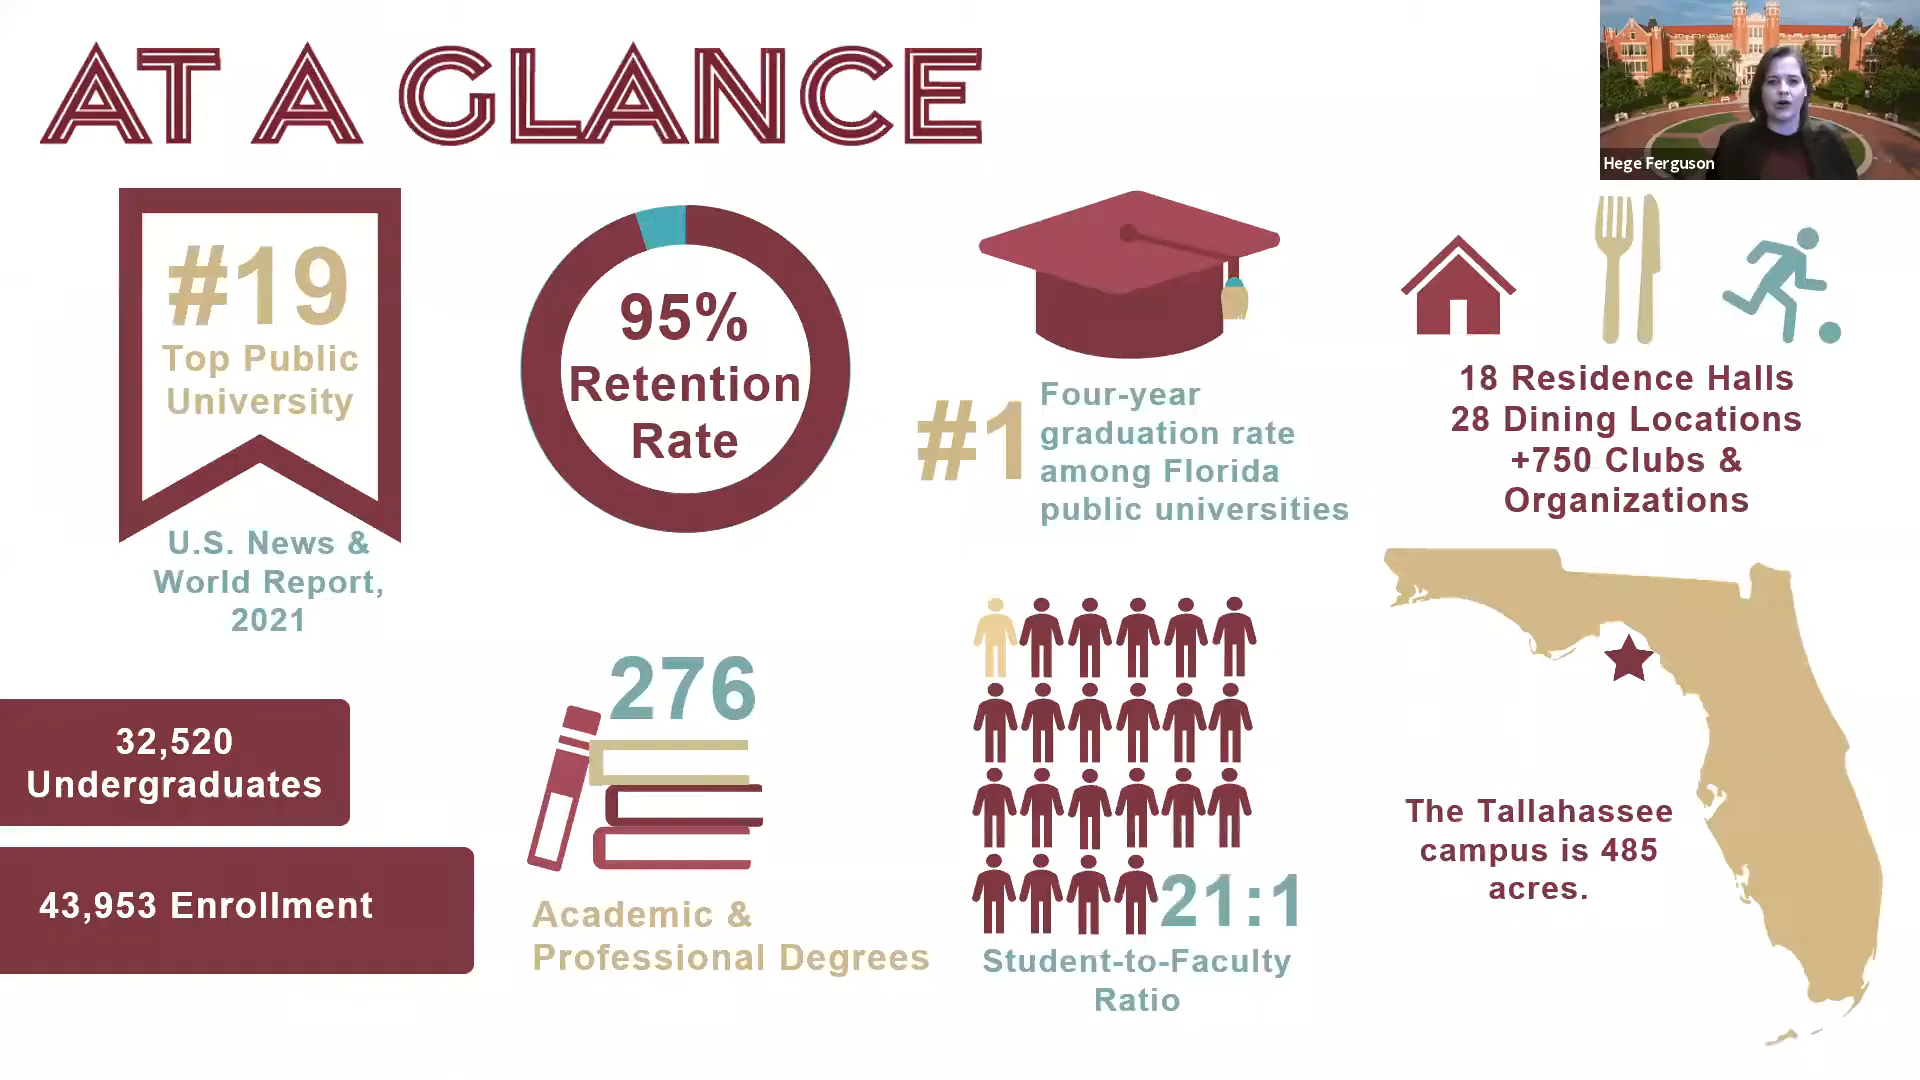 AT A GLANCE
Hege Ferguson
#19
Top Public
University
U.S. News &
World Report,
2021
95%
Retention
Rate
#1
Four-year
graduation rate
among Florida
public universities
18 Residence Halls
28 Dining Locations
+750 Clubs &
Organizations
32,520
Undergraduates
43,953 Enrollment
276
Academic &
Professional Degrees
21:1
Student-to-Faculty
Ratio
The Tallahassee
campus is 485
acres.